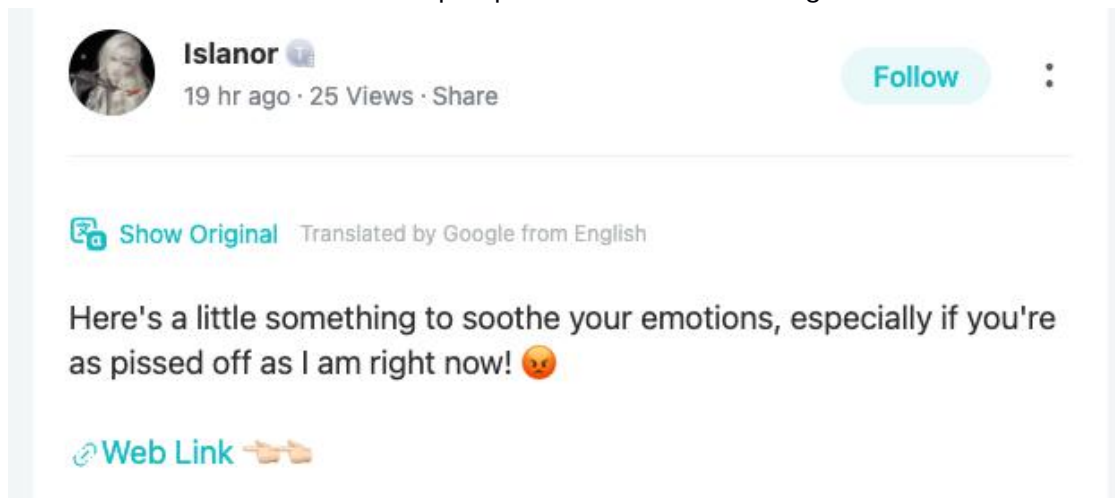 Islanor
19 hr ago · 25 Views · Share
Follow
Show Original Translated by Google from English
Here's a little something to soothe your emotions, especially if you're
as pissed off as I am right now! 😡
Web Link 👈🏻👈🏻